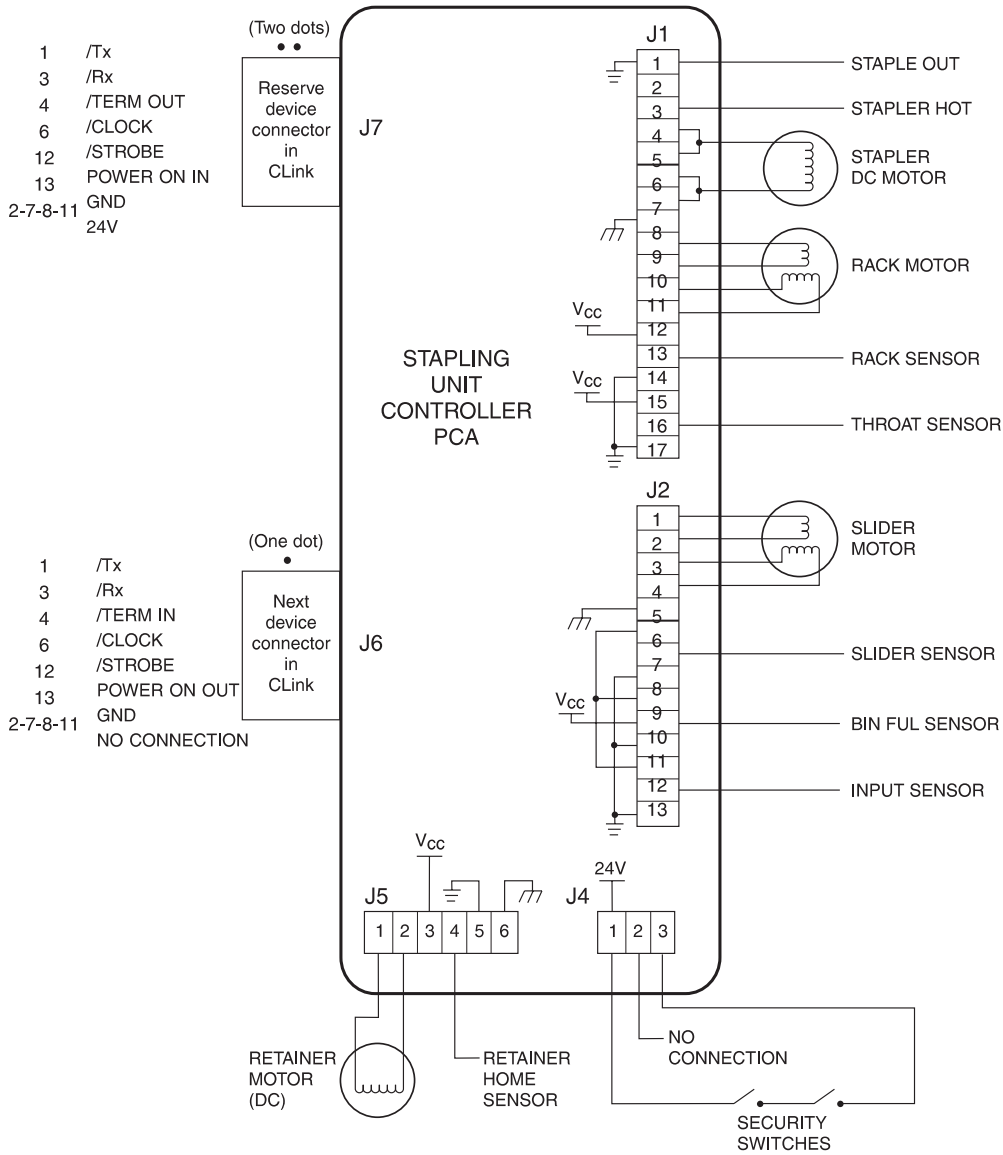 (Two dots)
1 /Tx
3 /Rx
4 /TERM OUT
6 /CLOCK
12 /STROBE
13 POWER ON IN
2-7-8-11 GND
24V
Reserve
device
connector
in
CLink
J7
(One dot)
1 /Tx
3 /Rx
4 /TERM IN
6 /CLOCK
12 /STROBE
13 POWER ON OUT
2-7-8-11 GND
NO CONNECTION
Next
device
connector
in
CLink
J6
STAPLING
UNIT
CONTROLLER
PCA
J1
1
2
3
4
5
6
7
8
9
10
11
12
13
14
15
16
17
VCC
VCC
STAPLE OUT
STAPLER HOT
STAPLER
DC MOTOR
RACK MOTOR
RACK SENSOR
THROAT SENSOR
J2
1
2
3
4
5
6
7
8
9
10
11
12
13
VCC
SLIDER
MOTOR
SLIDER SENSOR
BIN FUL SENSOR
INPUT SENSOR
VCC
J5
1 2 3 4 5 6
RETAINER
MOTOR
(DC)
RETAINER
HOME
SENSOR
24V
J4
1 2 3
NO
CONNECTION
SECURITY
SWITCHES